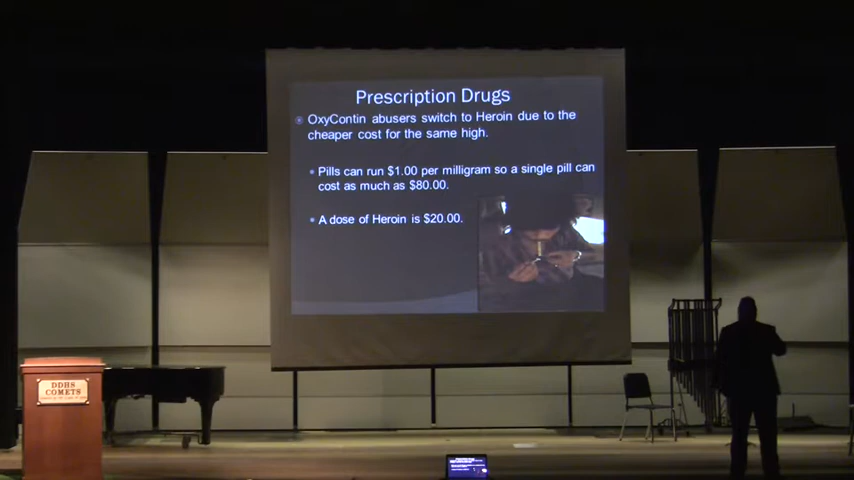 Prescription Drugs
OxyContin abusers switch to Heroin due to the
cheaper cost for the same high.
Pills can run $1.00 per milligram so a single pill can
cost as much as $80.00.
A dose of Heroin is $20.00.
DDHS
COMETS